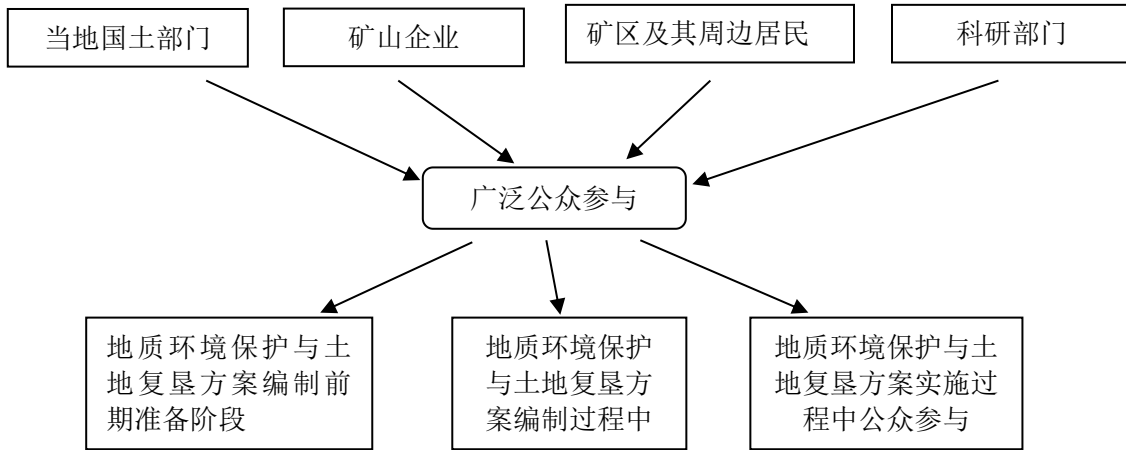 当地国土部门
矿山企业
矿区及其周边居民
科研部门
广泛公众参与
地质环境保护与土
地复垦方案编制前
期准备阶段
地质环境保护
与土地复垦方
案编制过程中
地质环境保护与土
地复垦方案实施过
程中公众参与